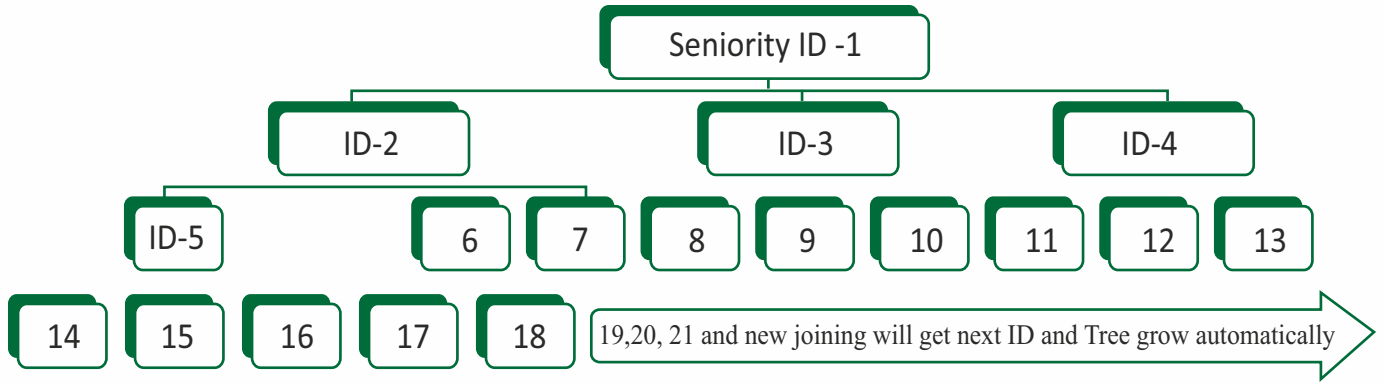 Seniority ID -1
ID-2
ID-3
ID-4
ID-5
6
7
8
9
10
11
12
13
14
15
16
17
18
19,20, 21 and new joining will get next ID and Tree grow automatically